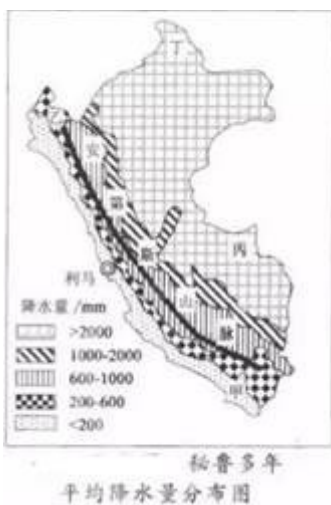 丁
乙
安
第
斯
山
脉
丙
利马
甲
降水量/mm
>2000
1000-2000
600-1000
200-600
<200
秘鲁多年
平均降水量分布图